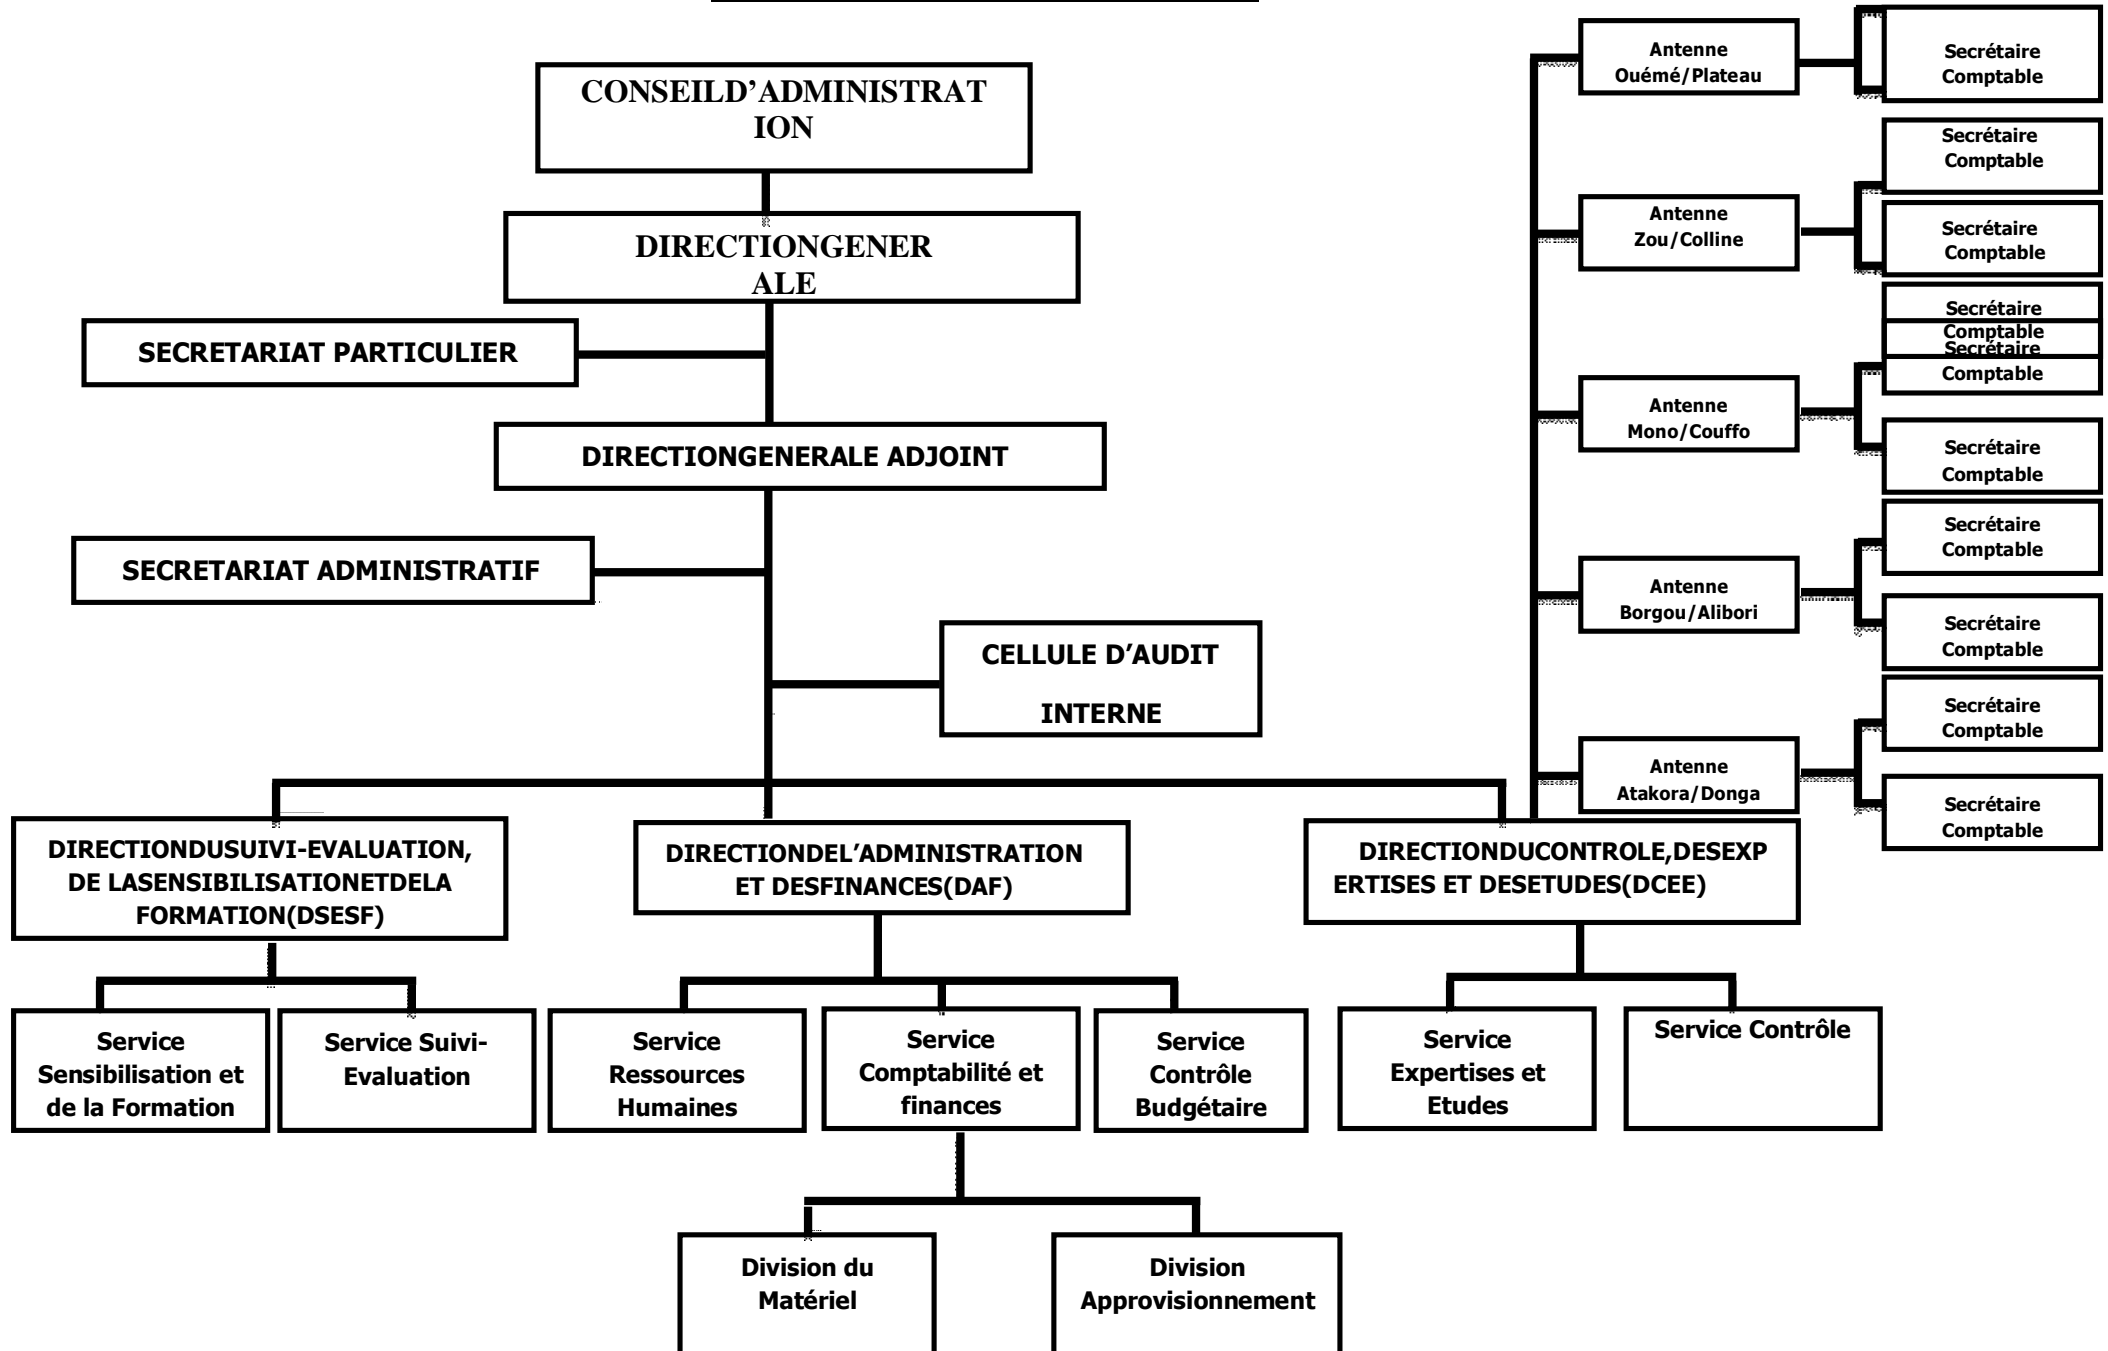 CONSEILD’ADMINISTRAT
ION
DIRECTIONGENER
ALE
SECRETARIAT PARTICULIER
DIRECTIONGENERALE ADJOINT
SECRETARIAT ADMINISTRATIF
CELLULE D’AUDIT
INTERNE
Antenne
Ouémé/Plateau
Secrétaire
Comptable
Secrétaire
Comptable
Antenne
Zou/Colline
Secrétaire
Comptable
Secrétaire
Comptable
Secrétaire
Comptable
Antenne
Mono/Couffo
Secrétaire
Comptable
Secrétaire
Comptable
Antenne
Borgou/Alibori
Secrétaire
Comptable
Secrétaire
Comptable
Antenne
Atakora/Donga
Secrétaire
Comptable
DIRECTIONDUSUIVI-EVALUATION,
DE LASENSIBILISATIONETDELA
FORMATION(DSESF)
DIRECTIONDEL’ADMINISTRATION
ET DESFINANCES(DAF)
DIRECTIONDUCONTROLE,DESEXP
ERTISES ET DESETUDES(DCEE)
Service
Sensibilisation et
de la Formation
Service Suivi-
Evaluation
Service
Ressources
Humaines
Service
Comptabilité et
finances
Service
Contrôle
Budgétaire
Service
Expertises et
Etudes
Service Contrôle
Division du
Matériel
Division
Approvisionnement